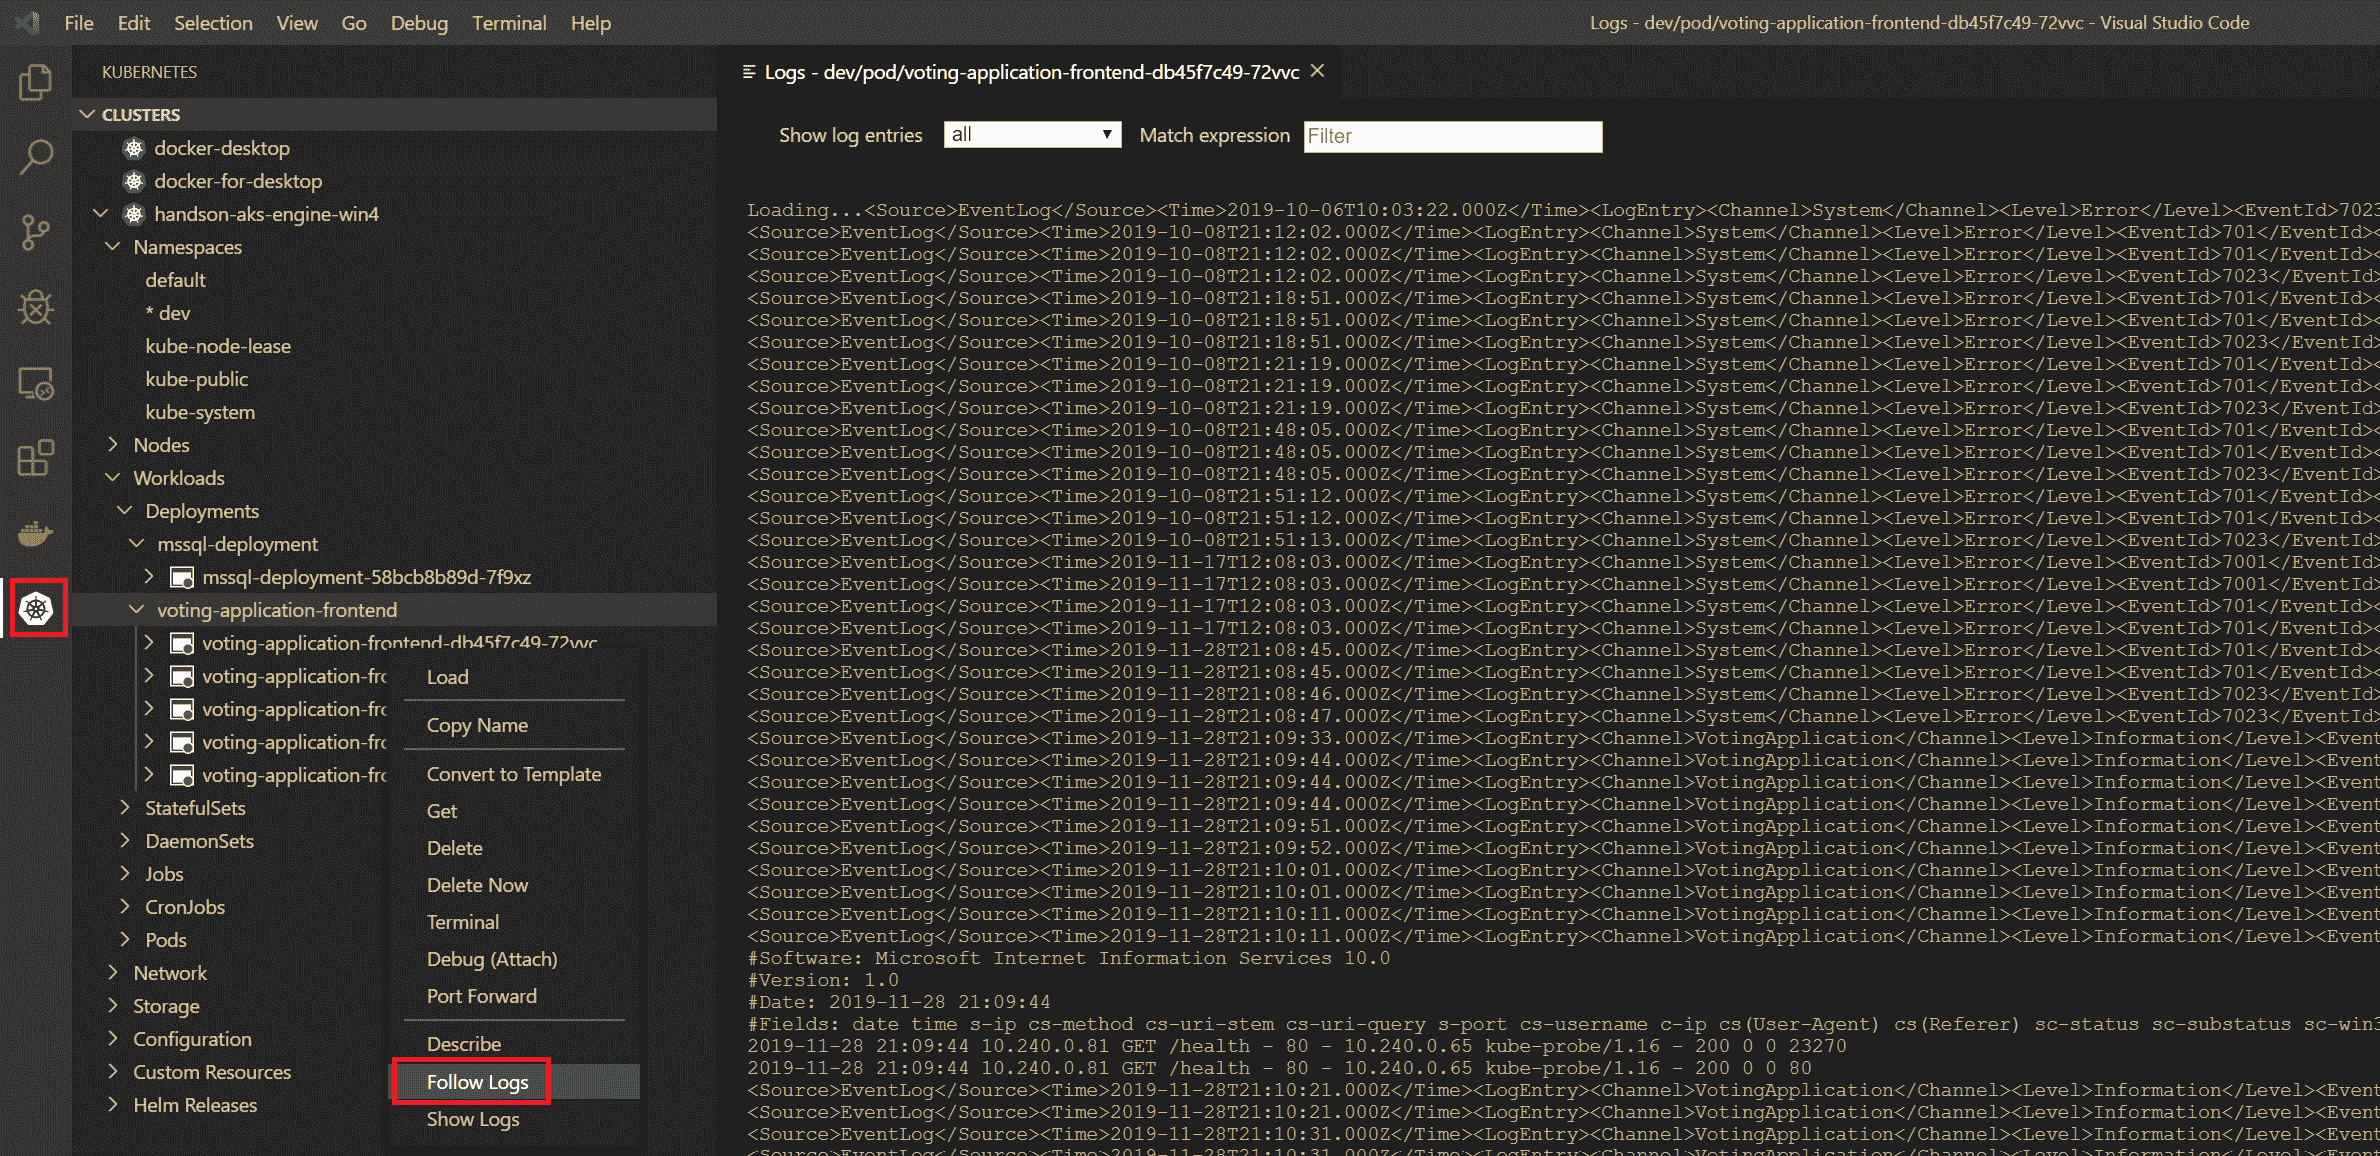 File Edit Selection View Go Debug Terminal Help
Logs - dev/pod/voting-application-frontend-db45f7c49-72vvc - Visual Studio Code
KUBERNETES
CLUSTERS
docker-desktop
docker-for-desktop
handson-aks-engine-win4
Namespaces
default
* dev
kube-node-lease
kube-public
kube-system
Nodes
Workloads
Deployments
mssql-deployment
mssql-deployment-58bcb8b89d-7f9xz
voting-application-frontend
voting-application-frontend-db45f7c49-72vvc
voting-application-fro
voting-application-fro
voting-application-fro
voting-application-fro
StatefulSets
DaemonSets
Jobs
CronJobs
Pods
Network
Storage
Configuration
Custom Resources
Helm Releases
Load
Copy Name
Convert to Template
Get
Delete
Delete Now
Terminal
Debug (Attach)
Port Forward
Describe
Follow Logs
Show Logs
Logs - dev/pod/voting-application-frontend-db45f7c49-72vvc
Show log entries all Match expression Filter
Loading...<Source>EventLog</Source><Time>2019-10-06T10:03:22.000Z</Time><LogEntry><Channel>System</Channel><Level>Error</Level><EventId>7023
<Source>EventLog</Source><Time>2019-10-08T21:12:02.000Z</Time><LogEntry><Channel>System</Channel><Level>Error</Level><EventId>701</EventId>
<Source>EventLog</Source><Time>2019-10-08T21:12:02.000Z</Time><LogEntry><Channel>System</Channel><Level>Error</Level><EventId>701</EventId><
<Source>EventLog</Source><Time>2019-10-08T21:12:02.000Z</Time><LogEntry><Channel>System</Channel><Level>Error</Level><EventId>7023</EventId>
<Source>EventLog</Source><Time>2019-10-08T21:18:51.000Z</Time><LogEntry><Channel>System</Channel><Level>Error</Level><EventId>701</EventId><
<Source>EventLog</Source><Time>2019-10-08T21:18:51.000Z</Time><LogEntry><Channel>System</Channel><Level>Error</Level><EventId>701</EventId><
<Source>EventLog</Source><Time>2019-10-08T21:18:51.000Z</Time><LogEntry><Channel>System</Channel><Level>Error</Level><EventId>7023</EventId>
<Source>EventLog</Source><Time>2019-10-08T21:21:19.000Z</Time><LogEntry><Channel>System</Channel><Level>Error</Level><EventId>701</EventId><
<Source>EventLog</Source><Time>2019-10-08T21:21:19.000Z</Time><LogEntry><Channel>System</Channel><Level>Error</Level><EventId>701</EventId><
<Source>EventLog</Source><Time>2019-10-08T21:21:19.000Z</Time><LogEntry><Channel>System</Channel><Level>Error</Level><EventId>7023</EventId>
<Source>EventLog</Source><Time>2019-10-08T21:48:05.000Z</Time><LogEntry><Channel>System</Channel><Level>Error</Level><EventId>701</EventId><
<Source>EventLog</Source><Time>2019-10-08T21:48:05.000Z</Time><LogEntry><Channel>System</Channel><Level>Error</Level><EventId>701</EventId><
<Source>EventLog</Source><Time>2019-10-08T21:48:05.000Z</Time><LogEntry><Channel>System</Channel><Level>Error</Level><EventId>7023</EventId>
<Source>EventLog</Source><Time>2019-10-08T21:51:12.000Z</Time><LogEntry><Channel>System</Channel><Level>Error</Level><EventId>701</EventId><
<Source>EventLog</Source><Time>2019-10-08T21:51:12.000Z</Time><LogEntry><Channel>System</Channel><Level>Error</Level><EventId>701</EventId><
<Source>EventLog</Source><Time>2019-10-08T21:51:13.000Z</Time><LogEntry><Channel>System</Channel><Level>Error</Level><EventId>7023</EventId>
<Source>EventLog</Source><Time>2019-11-17T12:08:03.000Z</Time><LogEntry><Channel>System</Channel><Level>Error</Level><EventId>7001</EventId>
<Source>EventLog</Source><Time>2019-11-17T12:08:03.000Z</Time><LogEntry><Channel>System</Channel><Level>Error</Level><EventId>7001</EventId>
<Source>EventLog</Source><Time>2019-11-17T12:08:03.000Z</Time><LogEntry><Channel>System</Channel><Level>Error</Level><EventId>701</EventId><
<Source>EventLog</Source><Time>2019-11-17T12:08:03.000Z</Time><LogEntry><Channel>System</Channel><Level>Error</Level><EventId>701</EventId><
<Source>EventLog</Source><Time>2019-11-28T21:08:45.000Z</Time><LogEntry><Channel>System</Channel><Level>Error</Level><EventId>701</EventId><
<Source>EventLog</Source><Time>2019-11-28T21:08:45.000Z</Time><LogEntry><Channel>System</Channel><Level>Error</Level><EventId>701</EventId><
<Source>EventLog</Source><Time>2019-11-28T21:08:46.000Z</Time><LogEntry><Channel>System</Channel><Level>Error</Level><EventId>7023</EventId>
<Source>EventLog</Source><Time>2019-11-28T21:08:47.000Z</Time><LogEntry><Channel>System</Channel><Level>Error</Level><EventId>7023</EventId>
<Source>EventLog</Source><Time>2019-11-28T21:09:33.000Z</Time><LogEntry><Channel>VotingApplication</Channel><Level>Information</Level><Event
<Source>EventLog</Source><Time>2019-11-28T21:09:44.000Z</Time><LogEntry><Channel>VotingApplication</Channel><Level>Information</Level><Event
<Source>EventLog</Source><Time>2019-11-28T21:09:44.000Z</Time><LogEntry><Channel>VotingApplication</Channel><Level>Information</Level><Event
<Source>EventLog</Source><Time>2019-11-28T21:09:44.000Z</Time><LogEntry><Channel>VotingApplication</Channel><Level>Information</Level><Event
<Source>EventLog</Source><Time>2019-11-28T21:09:51.000Z</Time><LogEntry><Channel>VotingApplication</Channel><Level>Information</Level><Event
<Source>EventLog</Source><Time>2019-11-28T21:09:52.000Z</Time><LogEntry><Channel>VotingApplication</Channel><Level>Information</Level><Event
<Source>EventLog</Source><Time>2019-11-28T21:10:01.000Z</Time><LogEntry><Channel>VotingApplication</Channel><Level>Information</Level><Event
<Source>EventLog</Source><Time>2019-11-28T21:10:01.000Z</Time><LogEntry><Channel>VotingApplication</Channel><Level>Information</Level><Event
<Source>EventLog</Source><Time>2019-11-28T21:10:11.000Z</Time><LogEntry><Channel>VotingApplication</Channel><Level>Information</Level><Event
<Source>EventLog</Source><Time>2019-11-28T21:10:11.000Z</Time><LogEntry><Channel>VotingApplication</Channel><Level>Information</Level><Event
#Software: Microsoft Internet Information Services 10.0
#Version: 1.0
#Date: 2019-11-28 21:09:44
#Fields: date time s-ip cs-method cs-uri-stem cs-uri-query s-port cs-username c-ip cs(User-Agent) cs(Referer) sc-status sc-substatus sc-win3
2019-11-28 21:09:44 10.240.0.81 GET /health - 80 - 10.240.0.65 kube-probe/1.16 - 200 0 0 23270
2019-11-28 21:09:44 10.240.0.81 GET /health - 80 - 10.240.0.65 kube-probe/1.16 - 200 0 0 80
<Source>EventLog</Source><Time>2019-11-28T21:10:21.000Z</Time><LogEntry><Channel>VotingApplication</Channel><Level>Information</Level><Event
<Source>EventLog</Source><Time>2019-11-28T21:10:21.000Z</Time><LogEntry><Channel>VotingApplication</Channel><Level>Information</Level><Event
<Source>EventLog</Source><Time>2019-11-28T21:10:31.000Z</Time><LogEntry><Channel>VotingApplication</Channel><Level>Information</Level><Event
<Source>EventLog</Source><Time>2019-11-28T21:10:31.000Z</Time><LogEntry><Channel>VotingApplication</Channel><Level>Information</Level><Event